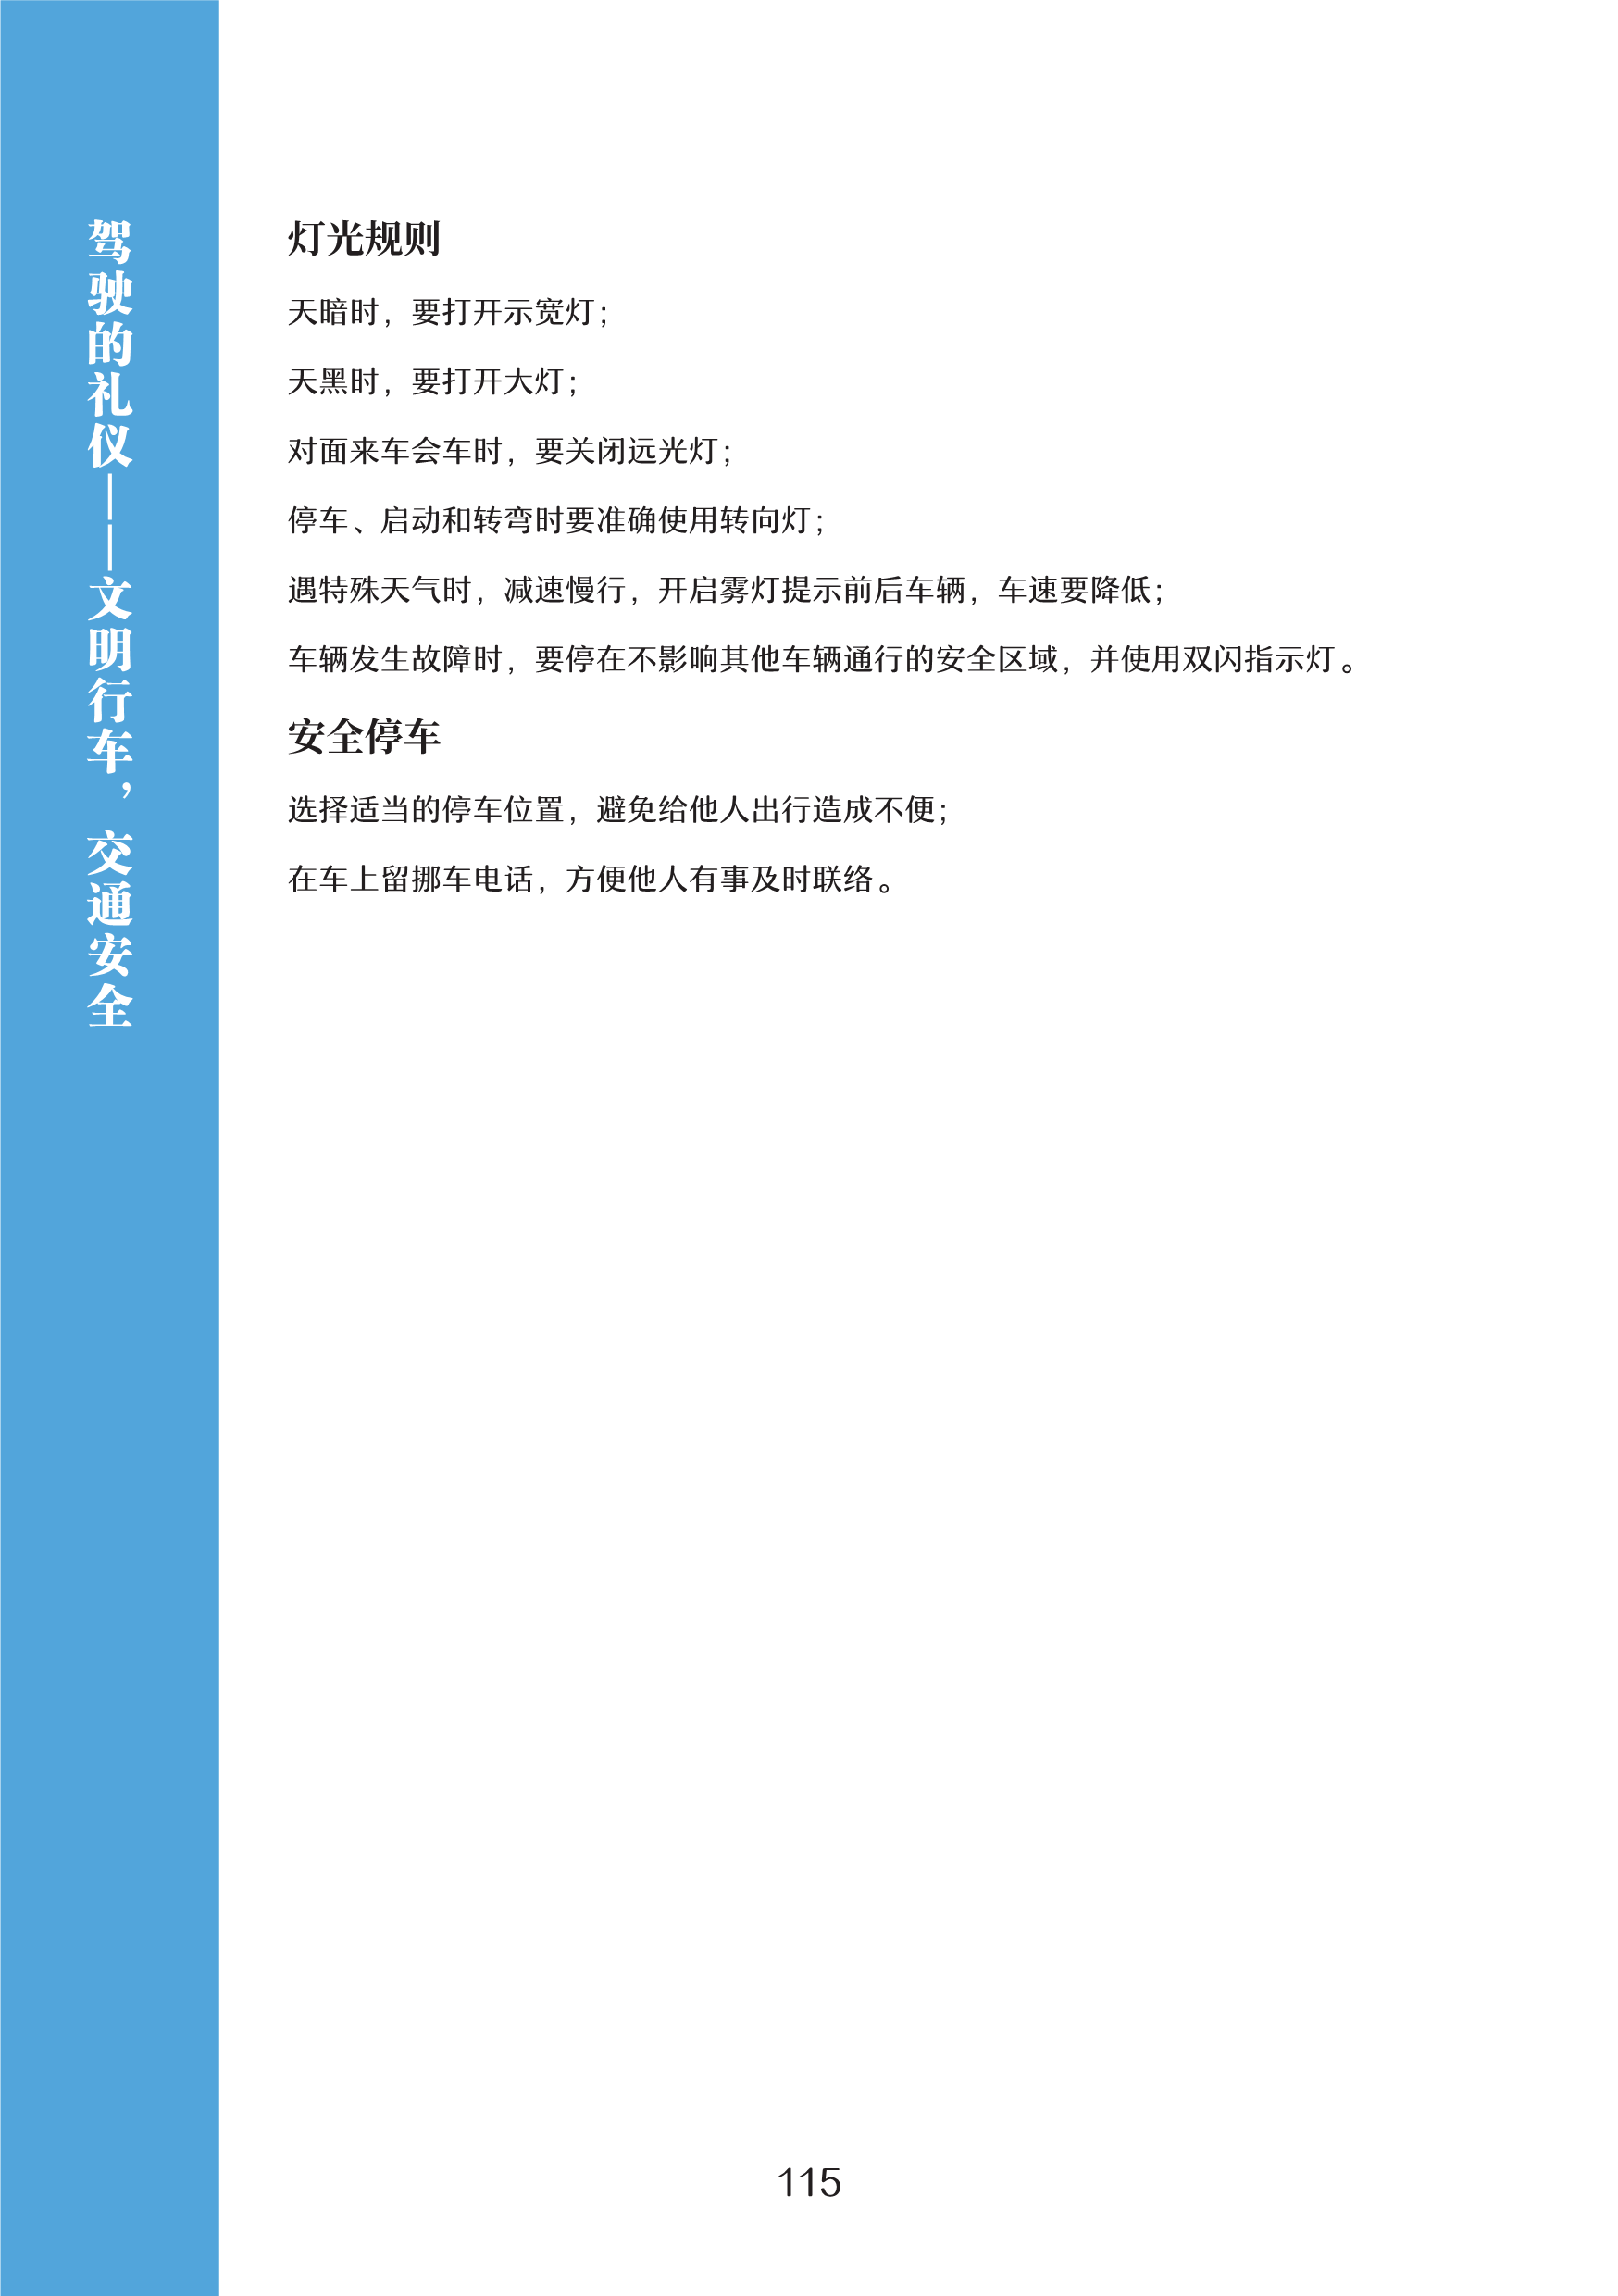 驾驶的礼仪——文明行车，交通安全
灯光规则
天暗时，要打开示宽灯；
天黑时，要打开大灯；
对面来车会车时，要关闭远光灯；
停车、启动和转弯时要准确使用转向灯；
遇特殊天气时，减速慢行，开启雾灯提示前后车辆，车速要降低；
车辆发生故障时，要停在不影响其他车辆通行的安全区域，并使用双闪指示灯。
安全停车
选择适当的停车位置，避免给他人出行造成不便；
在车上留挪车电话，方便他人有事及时联络。
115